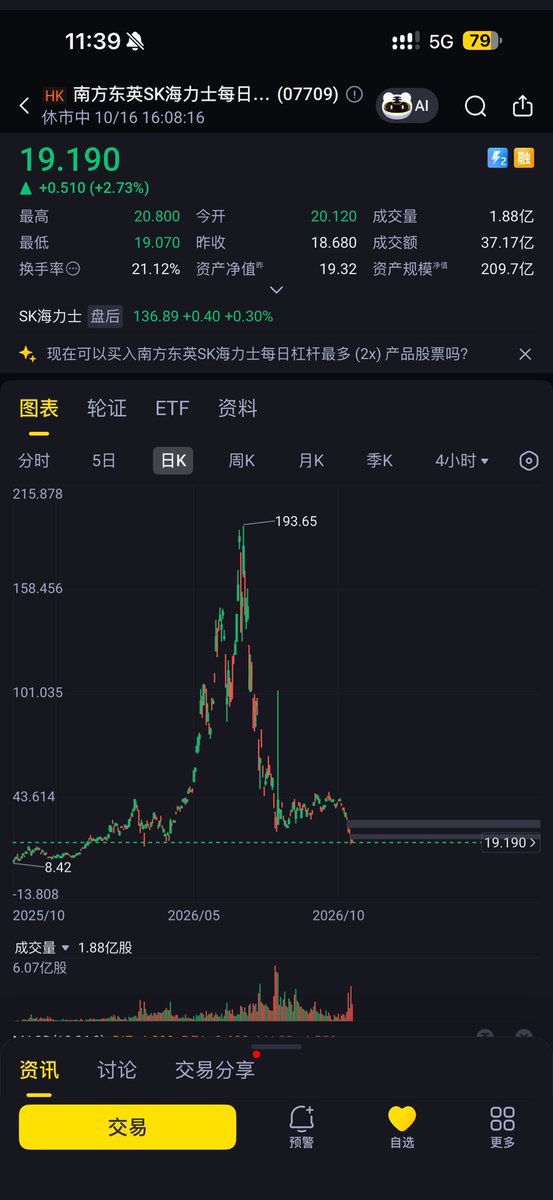 11:39 5G 79
HK 南方东英SK海力士每日... (07709) AI
休市中 10/16 16:08:16
19.190 2 融
+0.510 (+2.73%)
最高 20.800 今开 20.120 成交量 1.88亿
最低 19.070 昨收 18.680 成交额 37.17亿
换手率 21.12% 资产净值昨 19.32 资产规模净值 209.7亿
SK海力士 盘后 136.89 +0.40 +0.30%
现在可以买入南方东英SK海力士每日杠杆最多 (2x) 产品股票吗?
图表 轮证 ETF 资料
分时 5日 日K 周K 月K 季K 4小时
215.878
193.65
158.456
101.035
43.614
19.190
8.42
-13.808
2025/10 2026/05 2026/10
成交量 1.88亿股
6.07亿股
资讯 讨论 交易分享
交易 预警 自选 更多